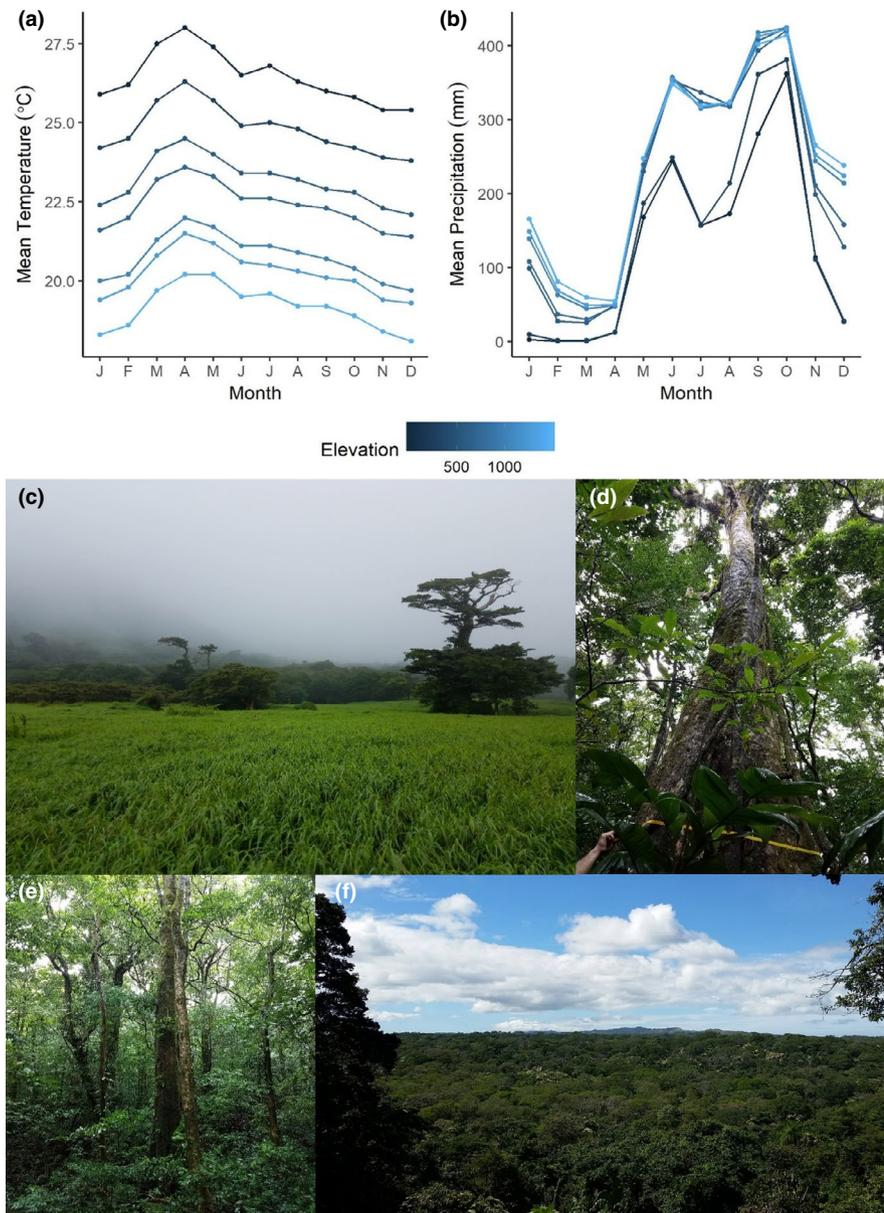 (a)
(b)
Mean Temperature (°C)
27.5
25.0
22.5
20.0
J F M A M J J A S O N D
Month
Mean Precipitation (mm)
400
300
200
100
0
J F M A M J J A S O N D
Month
Elevation
500 1000
(c)
(d)
(e)
(f)